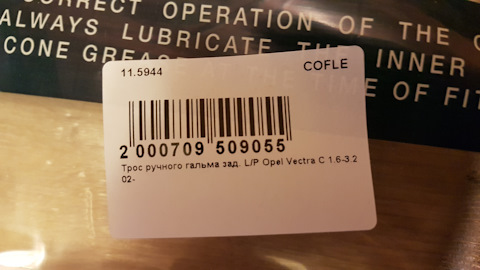 CORRECT OPERATION OF THE
ALWAYS LUBRICATE THE INNER
CONE GREASE AT THE TIME OF FIT
11.5944 COFLE
2 000709 509055
Трос ручного гальма зад. L/P Opel Vectra C 1.6-3.2
02-